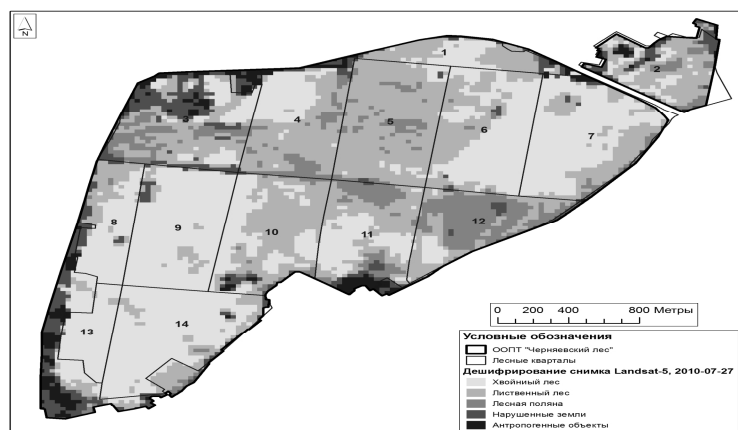 N
1
2
3
4
5
6
7
8
9
10
11
12
13
14
0 200 400 800 Метры
Условные обозначения
ООПТ "Черняевский лес"
Лесные кварталы
Дешифрирование снимка Landsat-5, 2010-07-27
Хвойный лес
Лиственный лес
Лесная поляна
Нарушенные земли
Антропогенные объекты